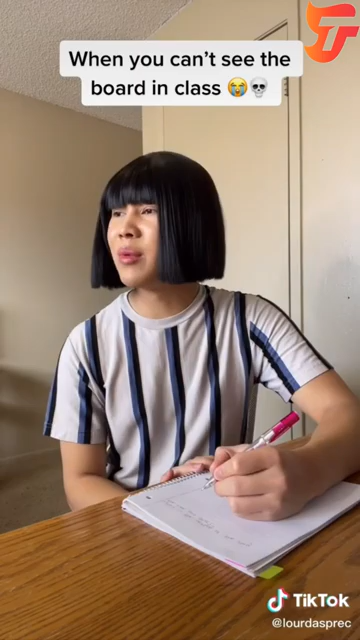 When you can’t see the
board in class 😭💀
TikTok
@lourdasprec